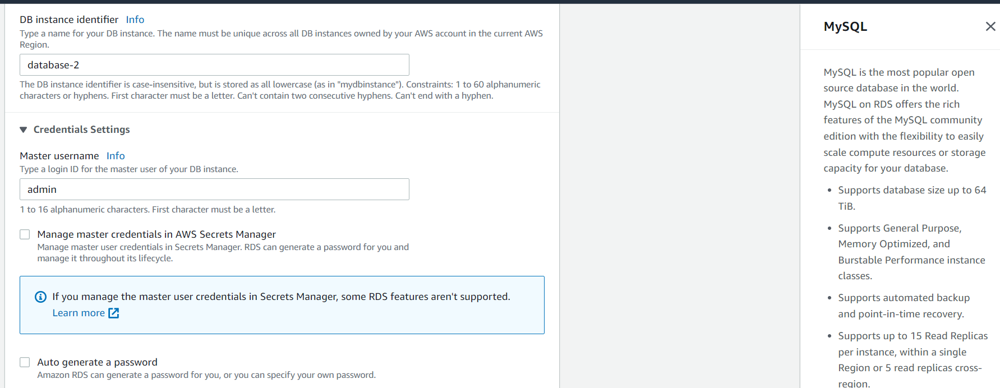 DB instance identifier Info
Type a name for your DB instance. The name must be unique across all DB instances owned by your AWS account in the current AWS
Region.
database-2
The DB instance identifier is case-insensitive, but is stored as all lowercase (as in "mydbinstance"). Constraints: 1 to 60 alphanumeric
characters or hyphens. First character must be a letter. Can't contain two consecutive hyphens. Can't end with a hyphen.
Credentials Settings
Master username Info
Type a login ID for the master user of your DB instance.
admin
1 to 16 alphanumeric characters. First character must be a letter.
Manage master credentials in AWS Secrets Manager
Manage master user credentials in Secrets Manager. RDS can generate a password for you and
manage it throughout its lifecycle.
If you manage the master user credentials in Secrets Manager, some RDS features aren't supported.
Learn more
Auto generate a password
Amazon RDS can generate a password for you, or you can specify your own password.
MySQL
MySQL is the most popular open
source database in the world.
MySQL on RDS offers the rich
features of the MySQL community
edition with the flexibility to easily
scale compute resources or storage
capacity for your database.
• Supports database size up to 64
TiB.
• Supports General Purpose,
Memory Optimized, and
Burstable Performance instance
classes.
• Supports automated backup
and point-in-time recovery.
• Supports up to 15 Read Replicas
per instance, within a single
Region or 5 read replicas cross-
region.